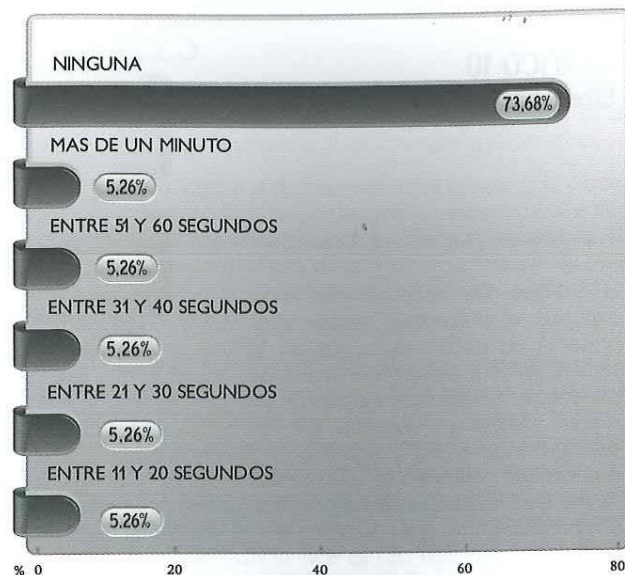 NINGUNA
73,68%
MAS DE UN MINUTO
5,26%
ENTRE 51 Y 60 SEGUNDOS
5,26%
ENTRE 31 Y 40 SEGUNDOS
5,26%
ENTRE 21 Y 30 SEGUNDOS
5,26%
ENTRE 11 Y 20 SEGUNDOS
5,26%
% 0 20 40 60 80